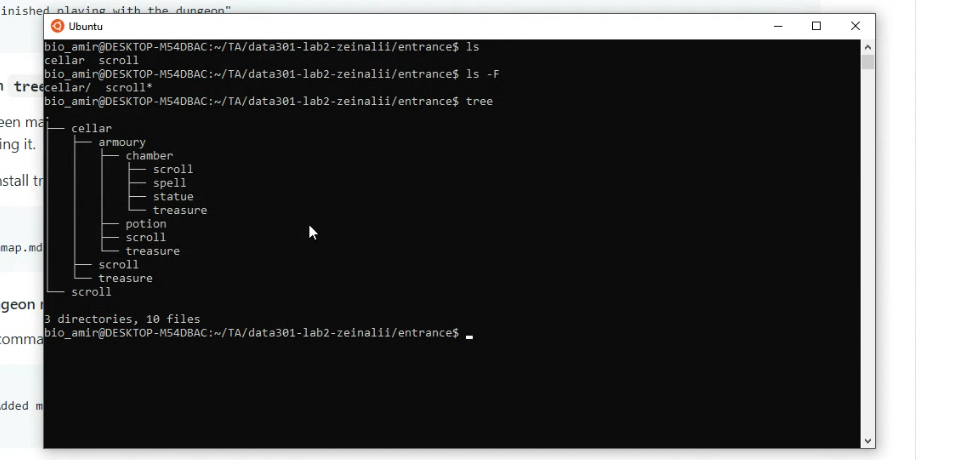 inished playing with the dungeon"
Ubuntu
bio_amir@DESKTOP-M54DBAC:~/TA/data301-lab2-zeinalii/entrance$ ls
cellar  scroll
bio_amir@DESKTOP-M54DBAC:~/TA/data301-lab2-zeinalii/entrance$ ls -F
cellar/  scroll*
bio_amir@DESKTOP-M54DBAC:~/TA/data301-lab2-zeinalii/entrance$ tree
.
├── cellar
│   ├── armoury
│   │   ├── chamber
│   │   │   ├── scroll
│   │   │   ├── spell
│   │   │   ├── statue
│   │   │   └── treasure
│   │   ├── potion
│   │   ├── scroll
│   │   └── treasure
│   ├── scroll
│   └── treasure
└── scroll
3 directories, 10 files
bio_amir@DESKTOP-M54DBAC:~/TA/data301-lab2-zeinalii/entrance$
n tree
een ma
ing it.
nstall tr
map.md
geon
comma
dded m